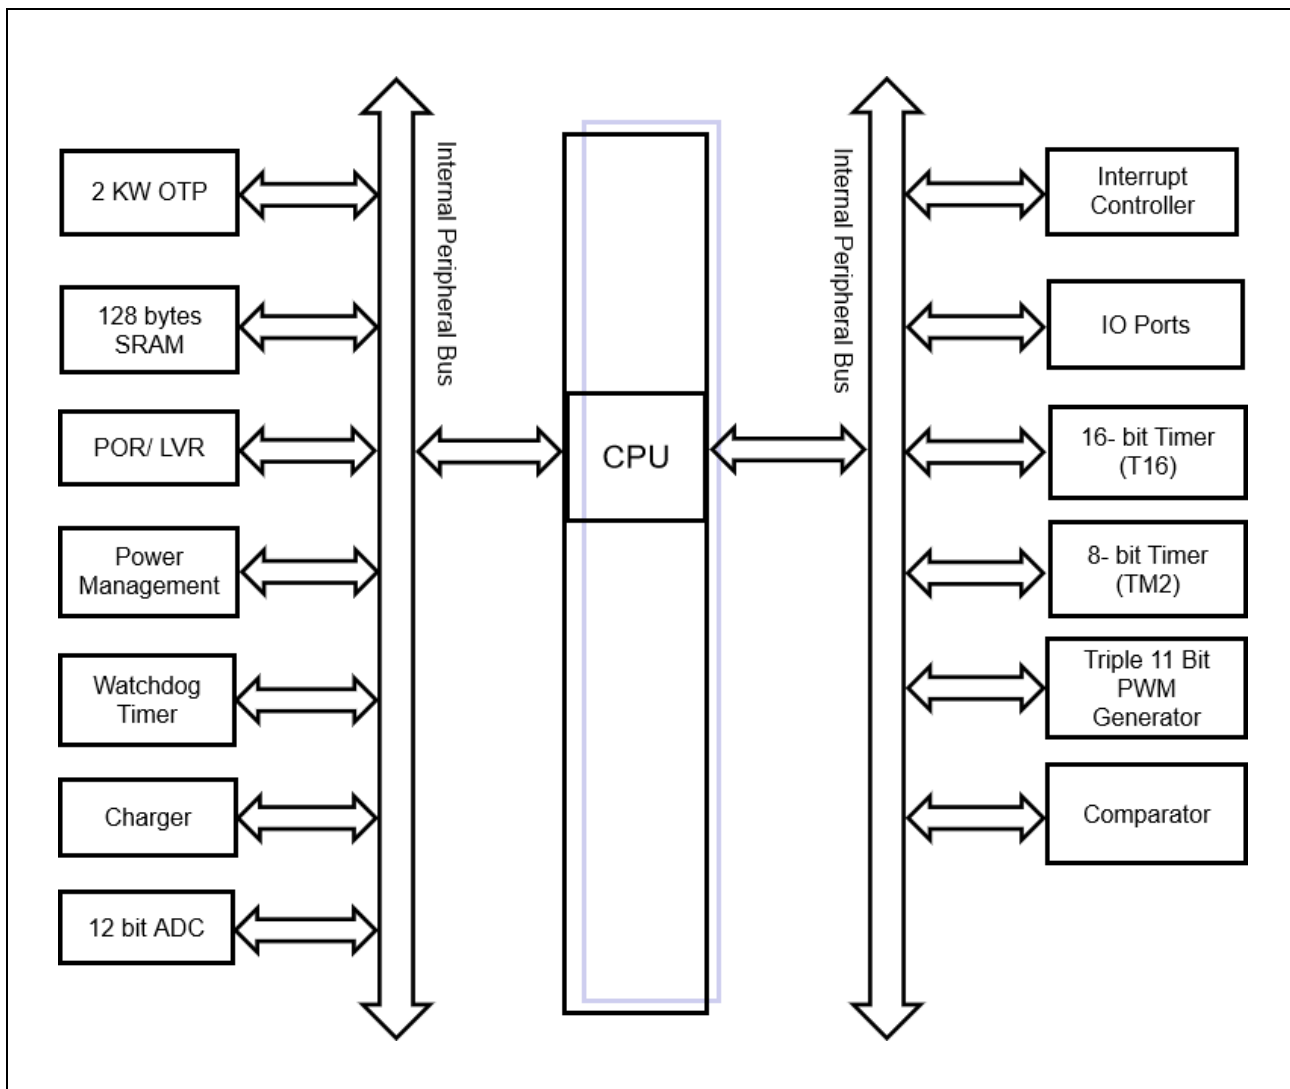 2 KW OTP
128 bytes
SRAM
POR/ LVR
Power
Management
Watchdog
Timer
Charger
12 bit ADC
Internal Peripheral Bus
CPU
Internal Peripheral Bus
Interrupt
Controller
IO Ports
16- bit Timer
(T16)
8- bit Timer
(TM2)
Triple 11 Bit
PWM
Generator
Comparator